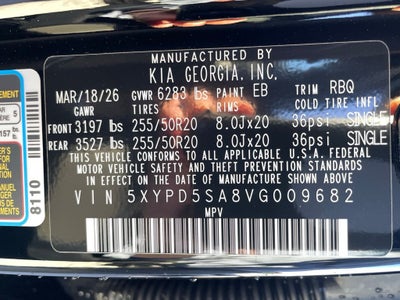 MANUFACTURED BY
KIA GEORGIA, INC.
MAR/18/26 GVWR 6283 lbs PAINT EB TRIM RBQ
3WR TIRES RIMS COLD TIRE INFL
FRONT 3197 lbs 255/50R20 8.0Jx20 36psi SINGLE
REAR 3527 lbs 255/50R20 8.0Jx20 36psi SINGLE
THIS VEHICLE CONFORMS TO ALL APPLICABLE U.S.A. FEDERAL
MOTOR VEHICLE SAFETY AND THEFT PREVENTION STANDARDS
IN EFFECT ON THE DATE OF MANUFACTURE SHOWN ABOVE.
VIN 5XYPD5SA8VG009682
MPV
8110
5
157